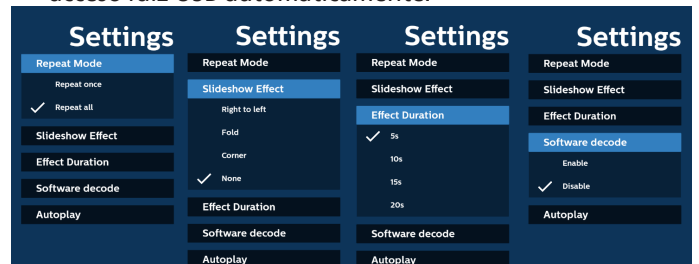 Settings
Repeat Mode
Repeat once
Repeat all
Slideshow Effect
Effect Duration
Software decode
Autoplay
Settings
Repeat Mode
Slideshow Effect
Right to left
Fold
Corner
None
Effect Duration
Software decode
Autoplay
Settings
Repeat Mode
Slideshow Effect
Effect Duration
5s
10s
15s
20s
Software decode
Autoplay
Settings
Repeat Mode
Slideshow Effect
Effect Duration
Software decode
Enable
Disable
Autoplay